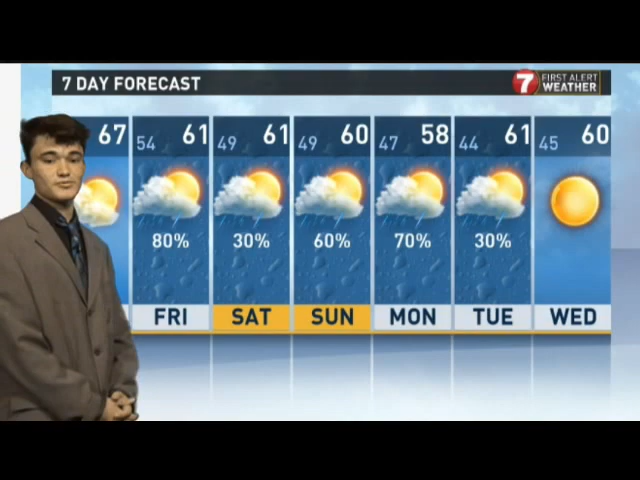 7 DAY FORECAST
7 FIRST ALERT
WEATHER
67 54 61 49 61 49 60 47 58 44 61 45 60
80% 30% 60% 70% 30%
FRI SAT SUN MON TUE WED